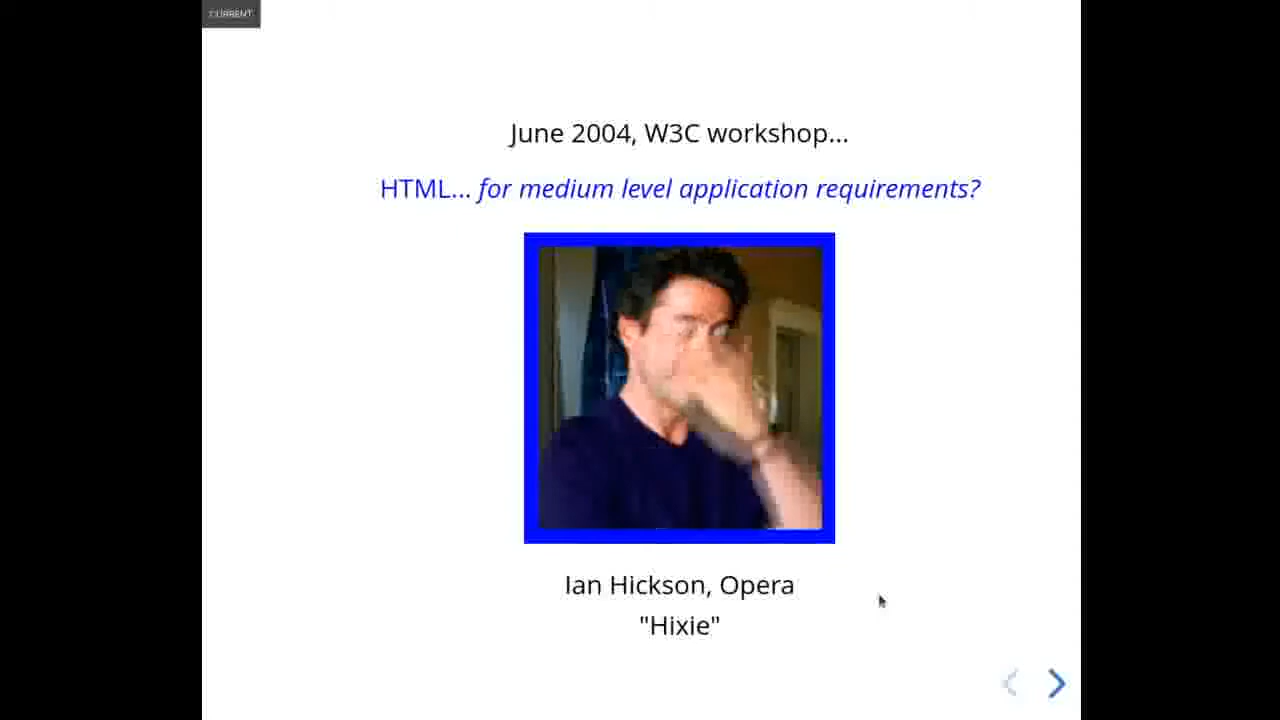 CURRENT
June 2004, W3C workshop...
HTML... for medium level application requirements?
Ian Hickson, Opera
"Hixie"